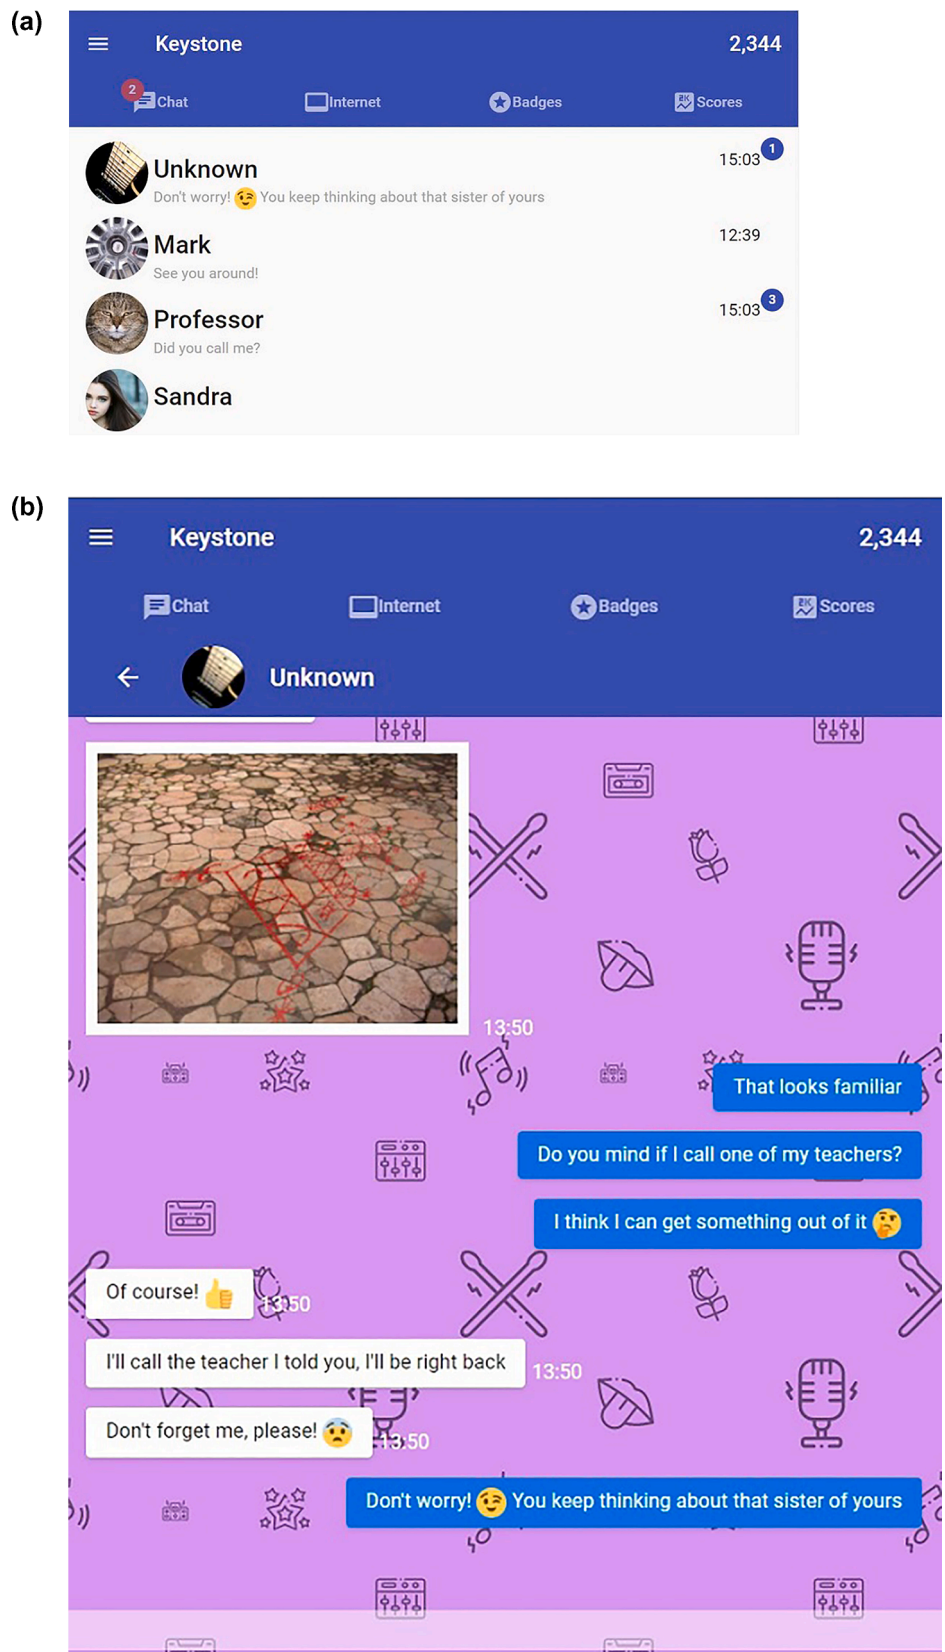 (a)
Keystone 2,344
2 Chat Internet Badges Scores
Unknown 15:03 1
Don't worry! 😉 You keep thinking about that sister of yours
Mark 12:39
See you around!
Professor 15:03 3
Did you call me?
Sandra
(b)
Keystone 2,344
Chat Internet Badges Scores
Unknown
13:50
That looks familiar
Do you mind if I call one of my teachers?
I think I can get something out of it 🤔
Of course! 👍 13:50
I'll call the teacher I told you, I'll be right back 13:50
Don't forget me, please! 😨 13:50
Don't worry! 😉 You keep thinking about that sister of yours